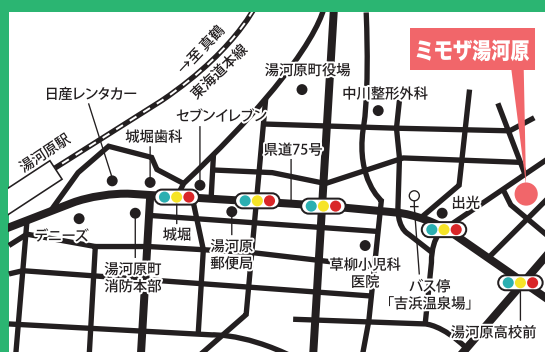 →至 真鶴
東海道本線
ミモザ湯河原
湯河原町役場
日産レンタカー
中川整形外科
セブンイレブン
城堀歯科
湯河原駅
県道75号
出光
デニーズ
城堀
湯河原
郵便局
湯河原町
消防本部
草柳小児科
医院
バス停
「吉浜温泉場」
湯河原高校前